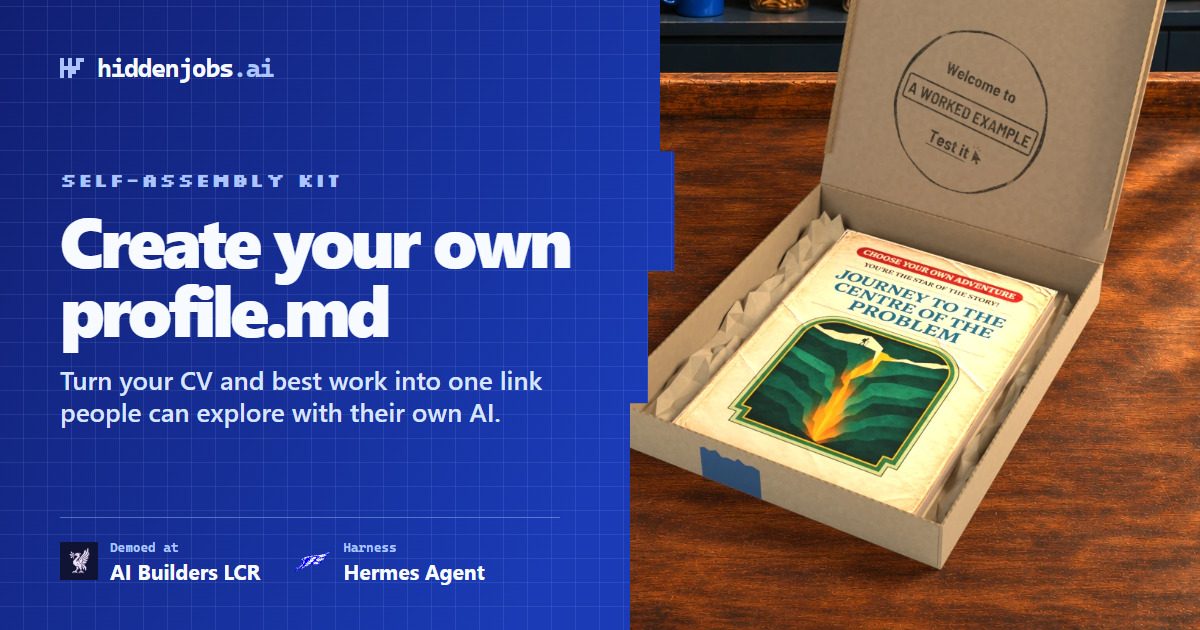 hiddenjobs.ai
SELF-ASSEMBLY KIT
Create your own
profile.md
Turn your CV and best work into one link
people can explore with their own AI.
Demoed at
AI Builders LCR
Harness
Hermes Agent
Welcome to
A WORKED EXAMPLE
Test it
CHOOSE YOUR OWN ADVENTURE
YOU'RE THE STAR OF THE STORY!
JOURNEY TO THE
CENTRE OF THE
PROBLEM